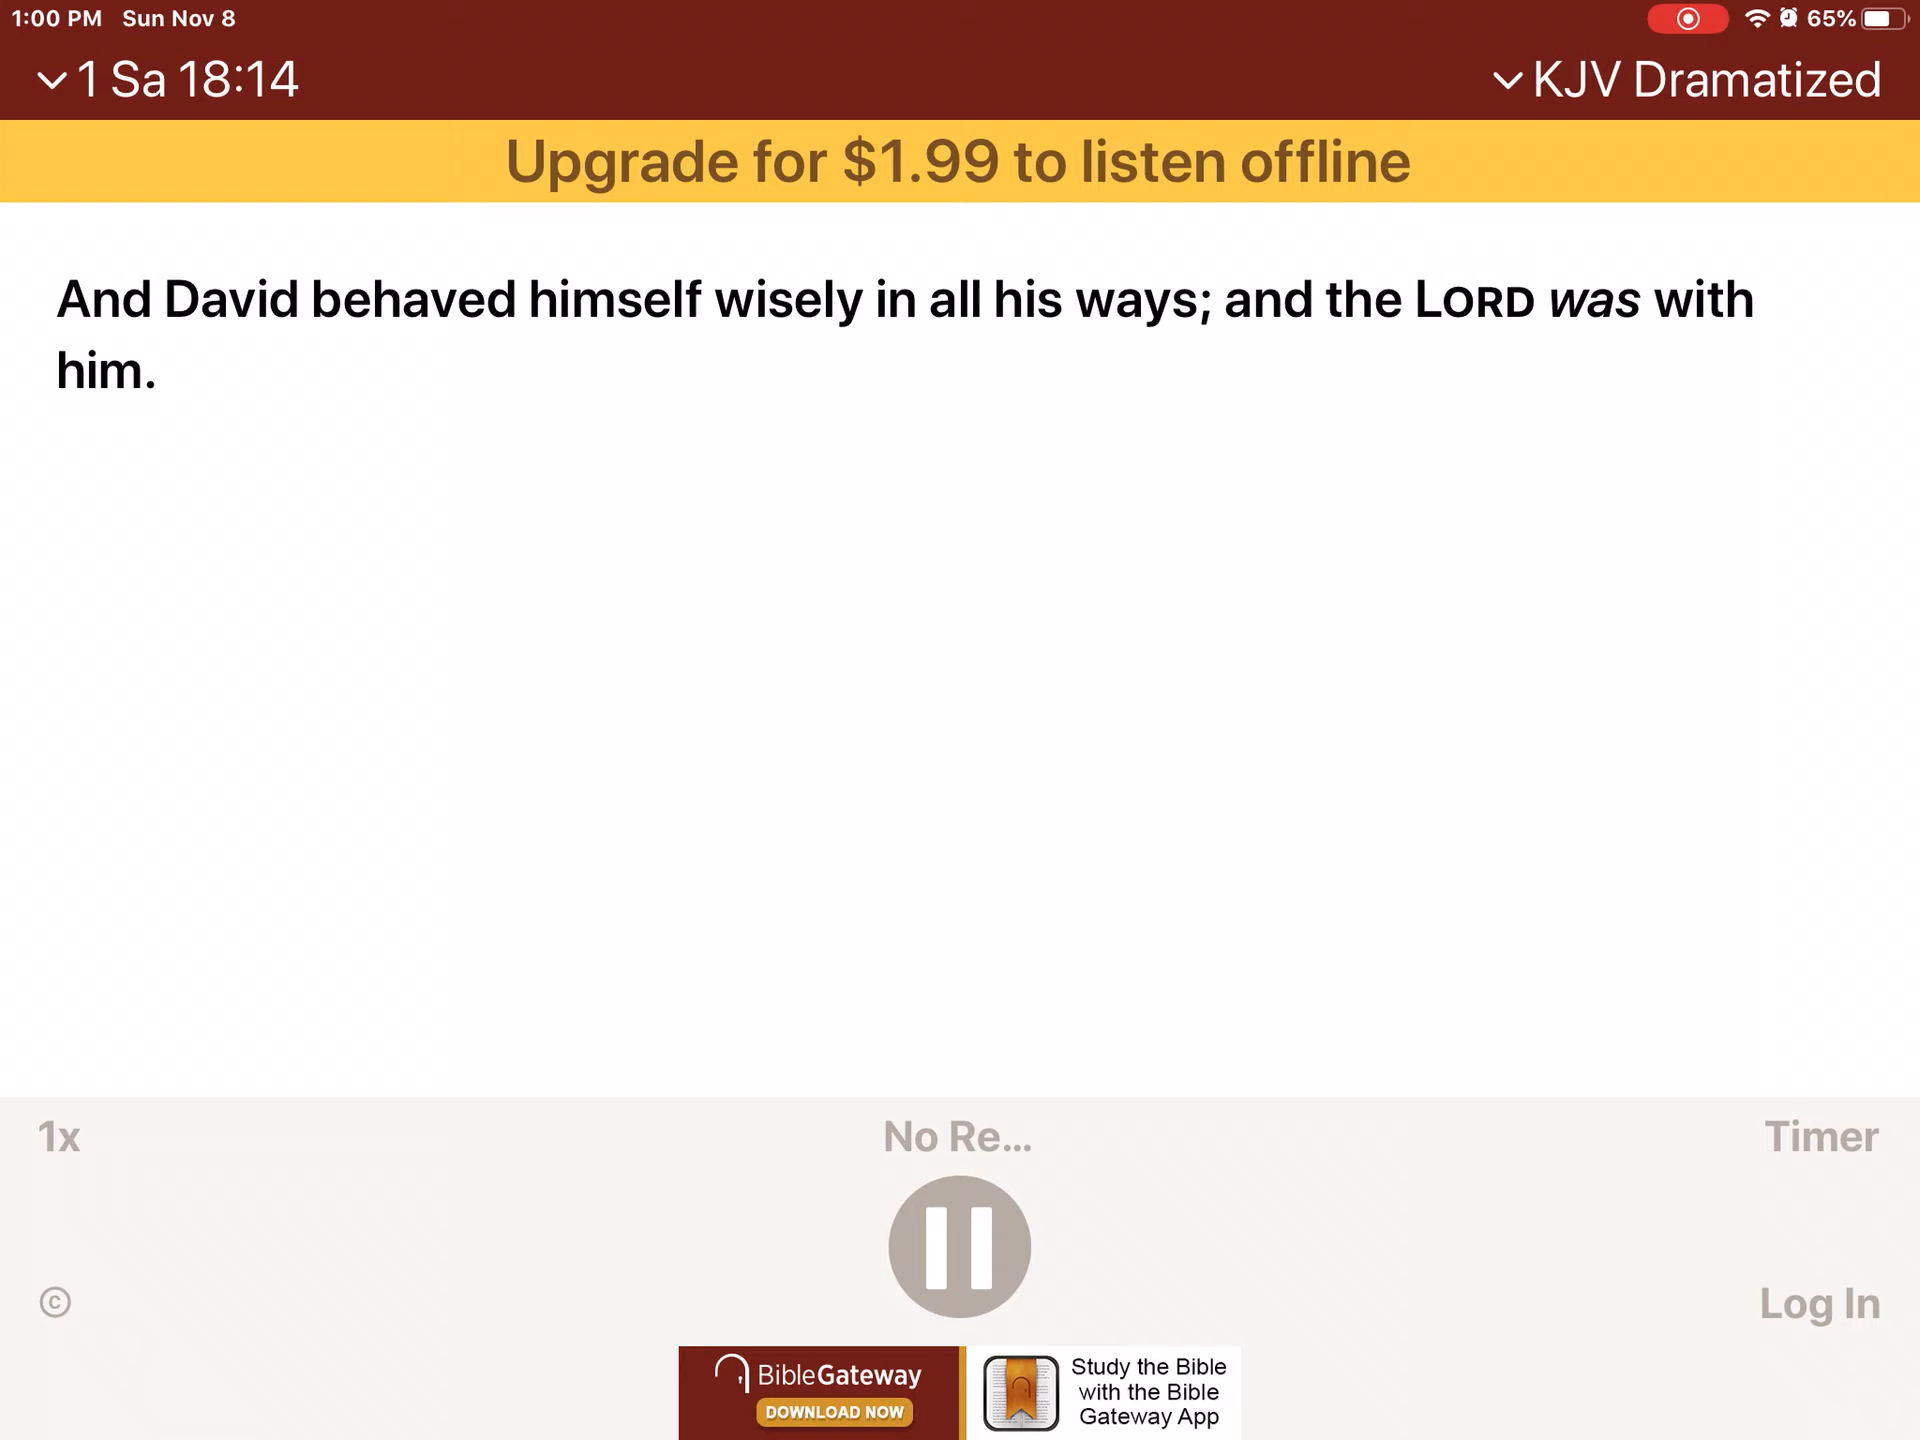 1:00 PM Sun Nov 8 65%
1 Sa 18:14 KJV Dramatized
Upgrade for $1.99 to listen offline
And David behaved himself wisely in all his ways; and the LORD was with
him.
1x No Re... Timer
© Log In
BibleGateway
DOWNLOAD NOW
Study the Bible
with the Bible
Gateway App